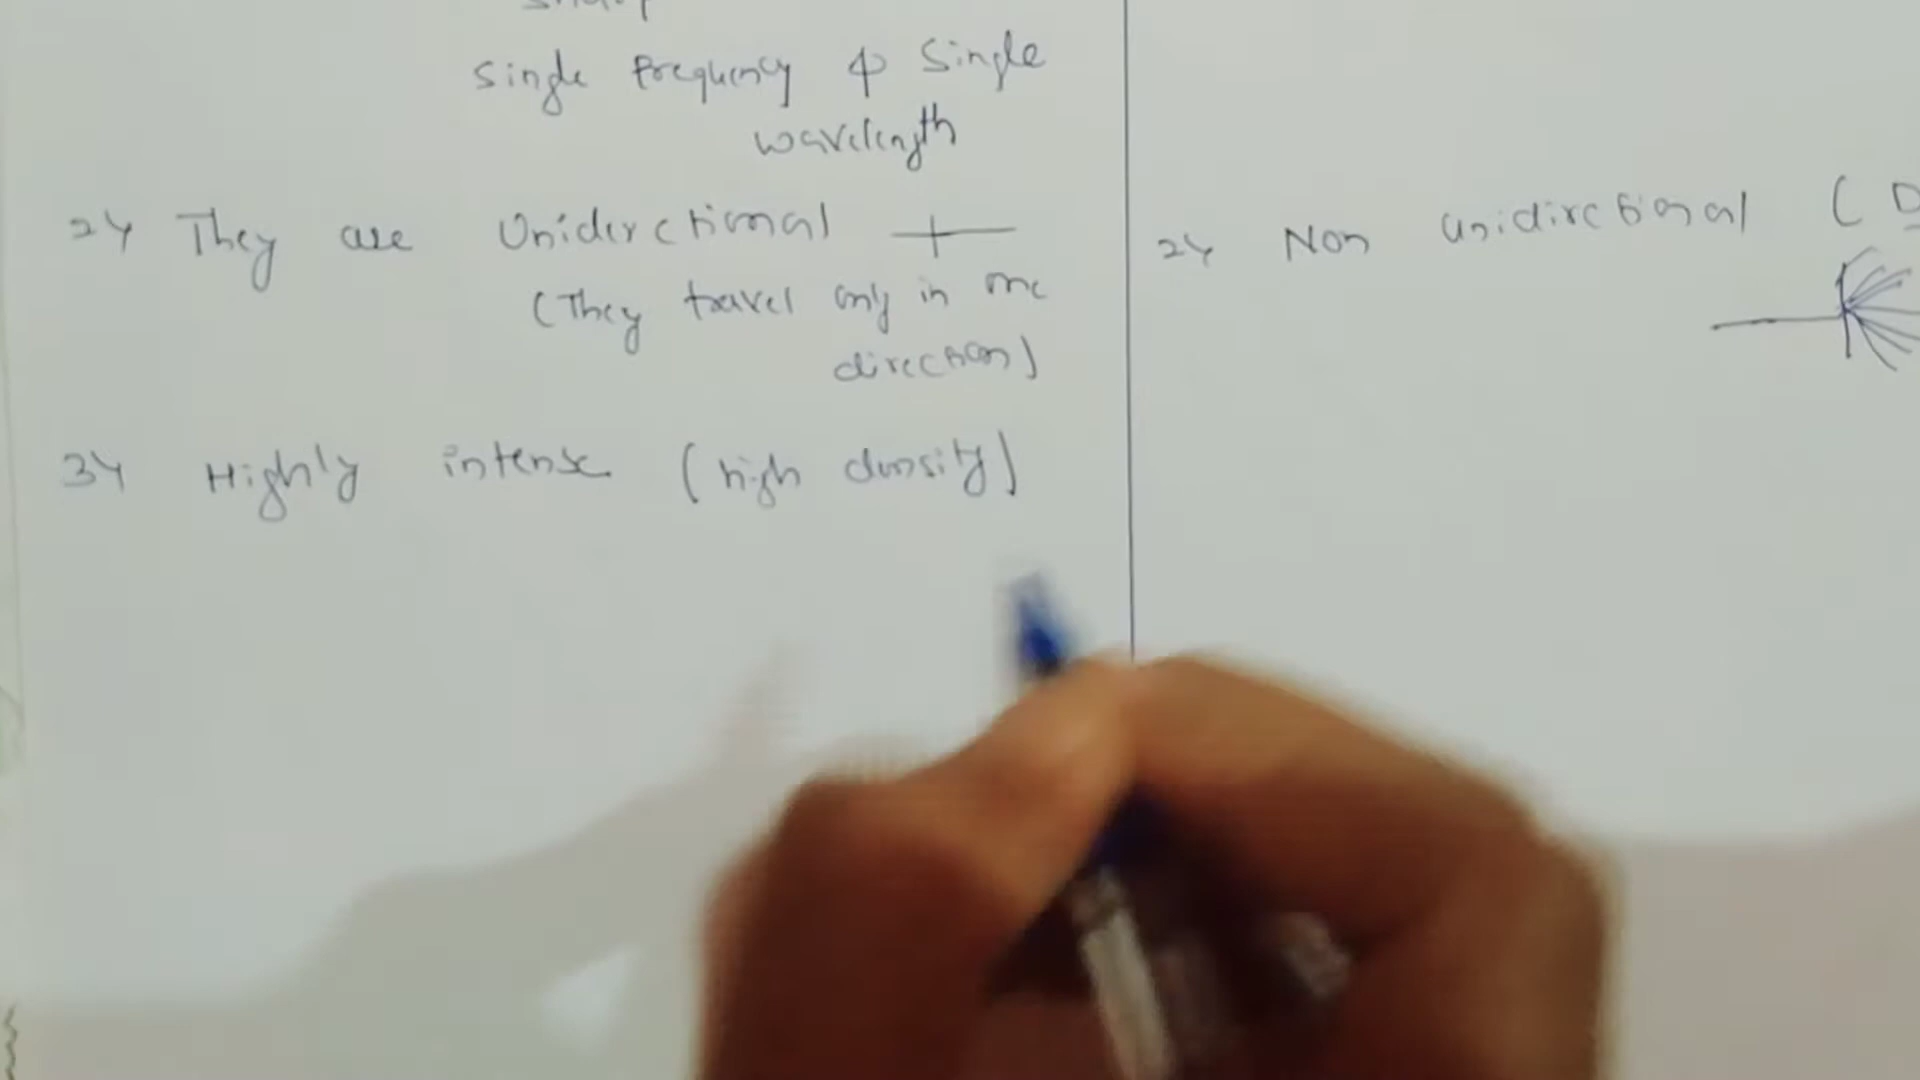 Single frequency & Single
wavelength
2) They are Unidirectional
(They travel only in one
direction)
3) Highly intense (high density)
2) Non unidirectional (D